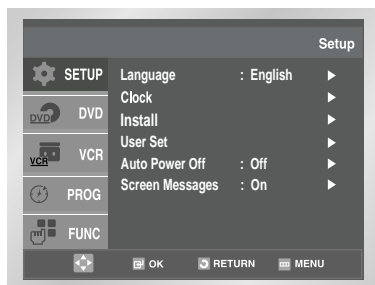 Setup
SETUP
DVD DVD
VCR VCR
PROG
FUNC
Language : English ►
Clock ►
Install ►
User Set ►
Auto Power Off : Off ►
Screen Messages : On ►
OK RETURN MENU